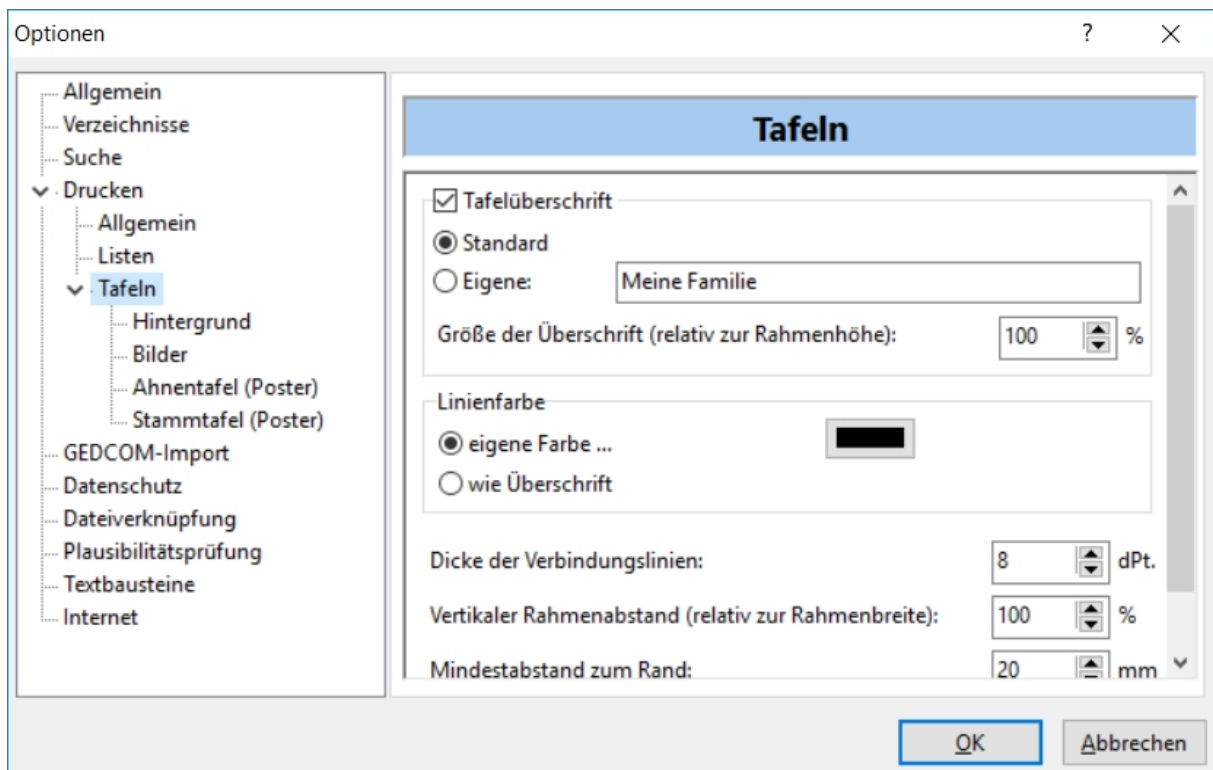 Optionen
?
Allgemein
Verzeichnisse
Suche
Drucken
Allgemein
Listen
Tafeln
Hintergrund
Bilder
Ahnentafel (Poster)
Stammtafel (Poster)
GEDCOM-Import
Datenschutz
Dateiverknüpfung
Plausibilitätsprüfung
Textbausteine
Internet
Tafeln
Tafelüberschrift
Standard
Eigene: Meine Familie
Größe der Überschrift (relativ zur Rahmenhöhe): 100 %
Linienfarbe
eigene Farbe ...
wie Überschrift
Dicke der Verbindungslinien: 8 dPt.
Vertikaler Rahmenabstand (relativ zur Rahmenbreite): 100 %
Mindestabstand zum Rand: 20 mm
OK Abbrechen